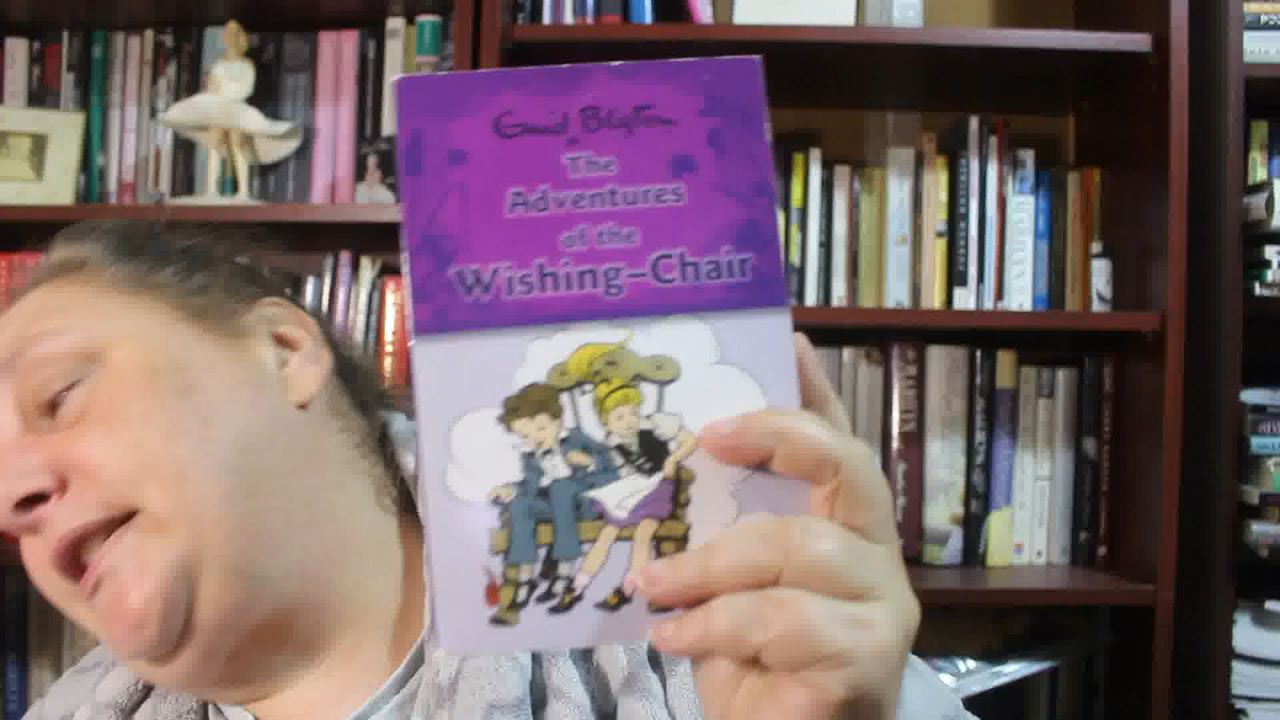 Enid Blyton
The
Adventures
of the
Wishing-Chair